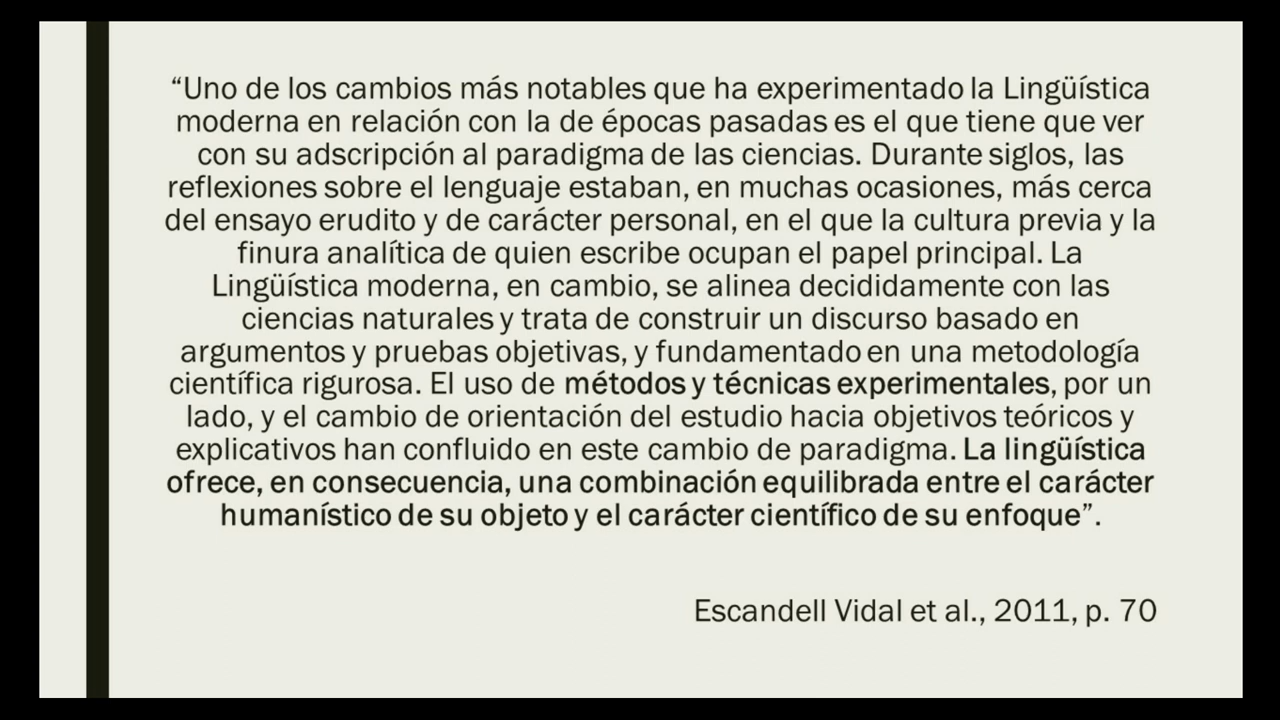 “Uno de los cambios más notables que ha experimentado la Lingüística
moderna en relación con la de épocas pasadas es el que tiene que ver
con su adscripción al paradigma de las ciencias. Durante siglos, las
reflexiones sobre el lenguaje estaban, en muchas ocasiones, más cerca
del ensayo erudito y de carácter personal, en el que la cultura previa y la
finura analítica de quien escribe ocupan el papel principal. La
Lingüística moderna, en cambio, se alinea decididamente con las
ciencias naturales y trata de construir un discurso basado en
argumentos y pruebas objetivas, y fundamentado en una metodología
científica rigurosa. El uso de métodos y técnicas experimentales, por un
lado, y el cambio de orientación del estudio hacia objetivos teóricos y
explicativos han confluido en este cambio de paradigma. La lingüística
ofrece, en consecuencia, una combinación equilibrada entre el carácter
humanístico de su objeto y el carácter científico de su enfoque”.
Escandell Vidal et al., 2011, p. 70